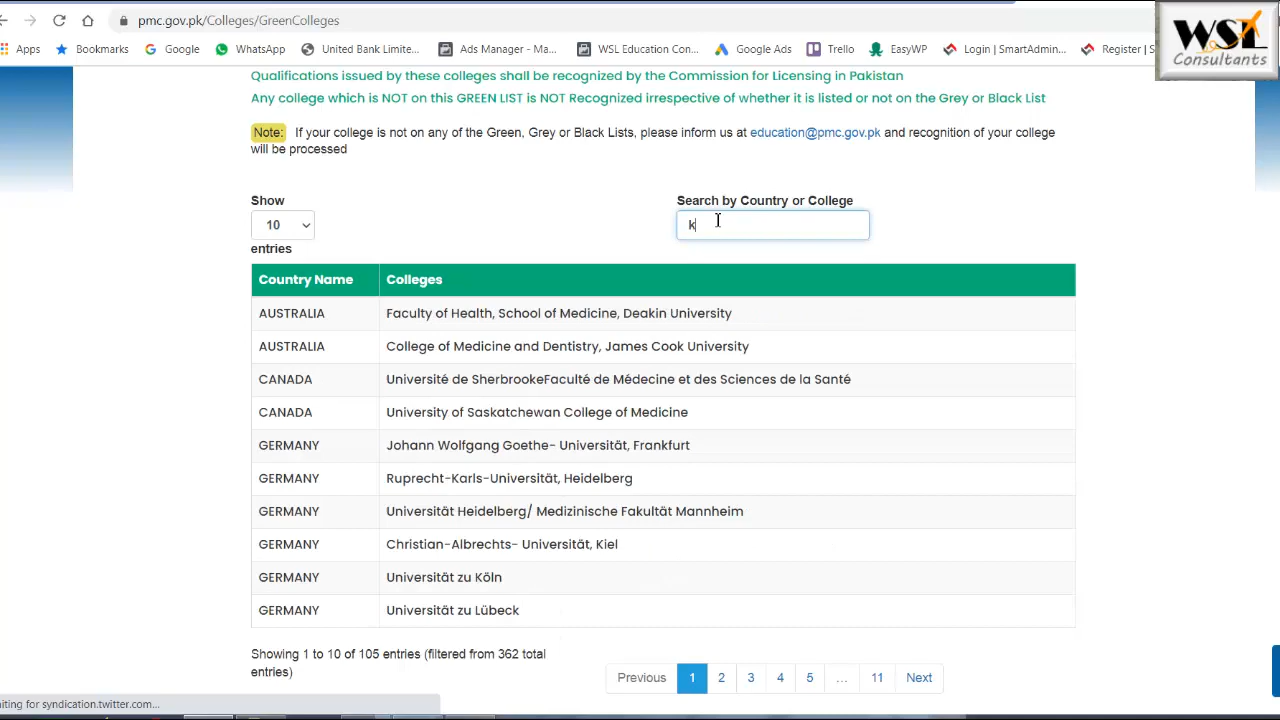 pmc.gov.pk/Colleges/GreenColleges
Apps Bookmarks Google WhatsApp United Bank Limite... Ads Manager - Ma... WSL Education Con... Google Ads Trello EasyWP Login | SmartAdmin... Register | S
WSL
Consultants
Qualifications issued by these colleges shall be recognized by the Commission for Licensing in Pakistan
Any college which is NOT on this GREEN LIST is NOT Recognized irrespective of whether it is listed or not on the Grey or Black List
Note: If your college is not on any of the Green, Grey or Black Lists, please inform us at education@pmc.gov.pk and recognition of your college
will be processed
Show
Search by Country or College
10
k
entries
Country Name Colleges
AUSTRALIA Faculty of Health, School of Medicine, Deakin University
AUSTRALIA College of Medicine and Dentistry, James Cook University
CANADA Université de SherbrookeFaculté de Médecine et des Sciences de la Santé
CANADA University of Saskatchewan College of Medicine
GERMANY Johann Wolfgang Goethe- Universität, Frankfurt
GERMANY Ruprecht-Karls-Universität, Heidelberg
GERMANY Universität Heidelberg/ Medizinische Fakultät Mannheim
GERMANY Christian-Albrechts- Universität, Kiel
GERMANY Universität zu Köln
GERMANY Universität zu Lübeck
Showing 1 to 10 of 105 entries (filtered from 362 total
entries)
Previous 1 2 3 4 5 ... 11 Next
iting for syndication.twitter.com...